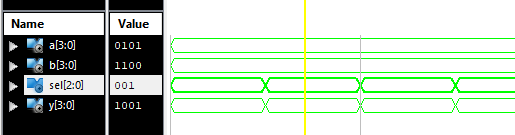 Name Value
a[3:0] 0101
b[3:0] 1100
sel[2:0] 001
y[3:0] 1001